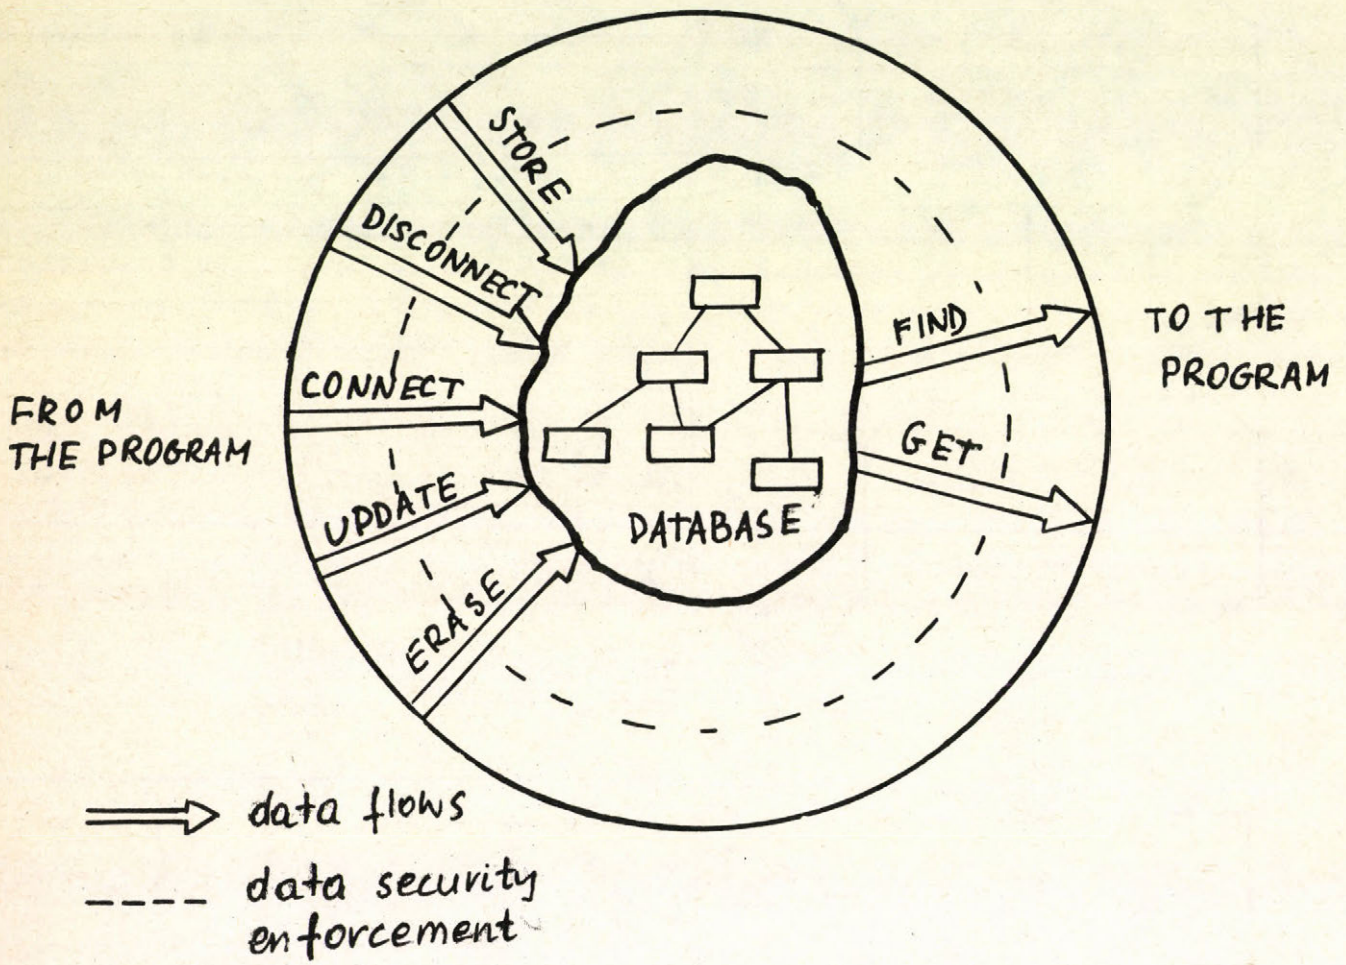 STORE
DISCONNECT
CONNECT
UPDATE
ERASE
FROM
THE PROGRAM
DATABASE
FIND
GET
TO THE
PROGRAM
data flows
data security
enforcement